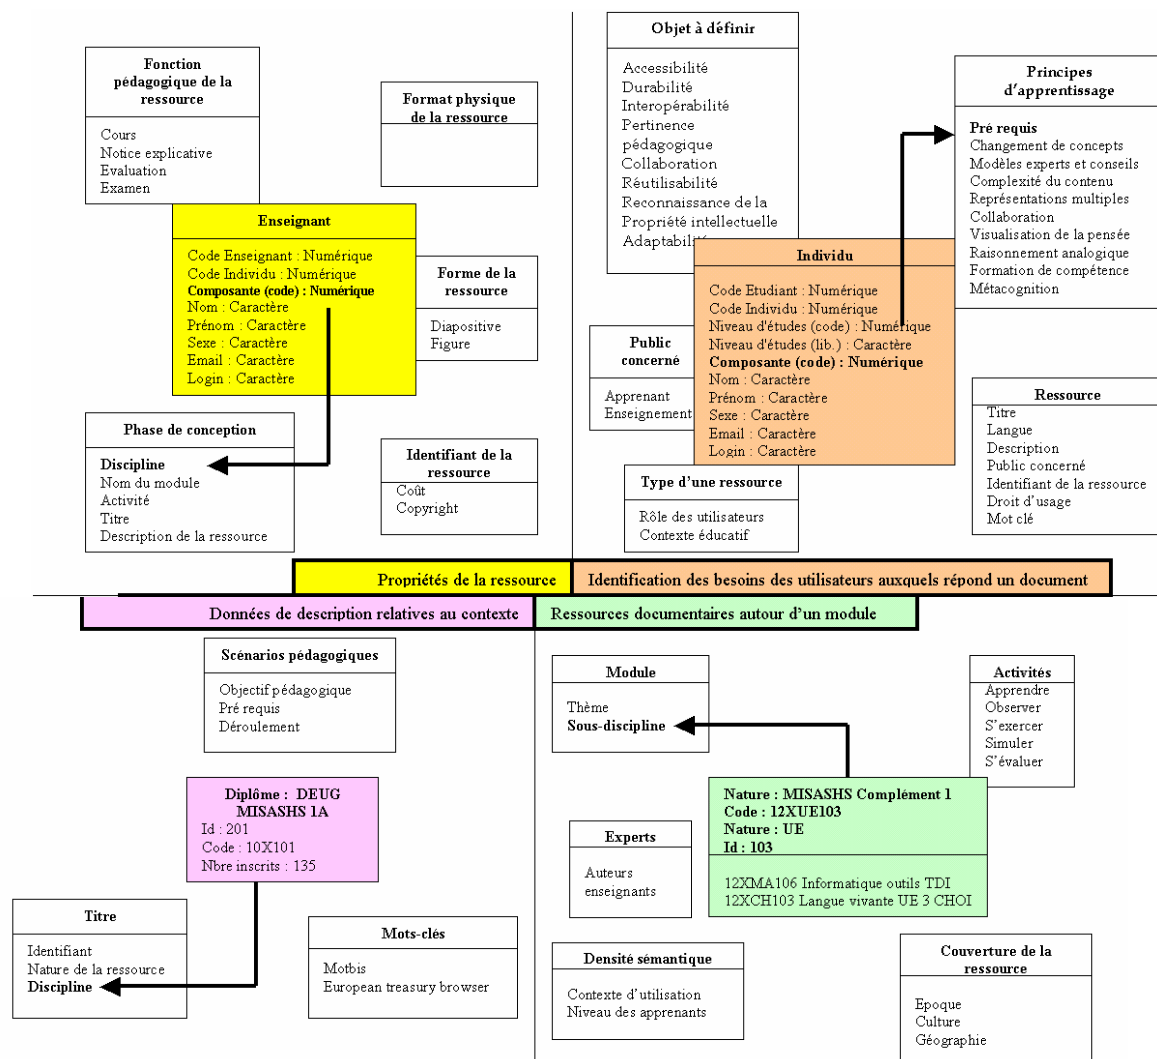 Fonction
pédagogique de la
ressource
Cours
Notice explicative
Evaluation
Examen
Format physique
de la ressource
Enseignant
Code Enseignant : Numérique
Code Individu : Numérique
Composante (code) : Numérique
Nom : Caractère
Prénom : Caractère
Sexe : Caractère
Email : Caractère
Login : Caractère
Forme de la
ressource
Diapositive
Figure
Phase de conception
Discipline
Nom du module
Activité
Titre
Description de la ressource
Identifiant de la
ressource
Coût
Copyright
Objet à définir
Accessibilité
Durabilité
Interopérabilité
Pertinence
pédagogique
Collaboration
Réutilisabilité
Reconnaissance de la
Propriété intellectuelle
Adaptabilité
Principes
d'apprentissage
Pré requis
Changement de concepts
Modèles experts et conseils
Complexité du contenu
Représentations multiples
Collaboration
Visualisation de la pensée
Raisonnement analogique
Formation de compétence
Métacognition
Individu
Code Etudiant : Numérique
Code Individu : Numérique
Niveau d'études (code) : Numérique
Niveau d'études (lib.) : Caractère
Composante (code) : Numérique
Nom : Caractère
Prénom : Caractère
Sexe : Caractère
Email : Caractère
Login : Caractère
Public
concerné
Apprenant
Enseignement
Type d'une ressource
Rôle des utilisateurs
Contexte éducatif
Ressource
Titre
Langue
Description
Public concerné
Identifiant de la ressource
Droit d'usage
Mot clé
Propriétés de la ressource
Identification des besoins des utilisateurs auxquels répond un document
Données de description relatives au contexte
Ressources documentaires autour d'un module
Scénarios pédagogiques
Objectif pédagogique
Pré requis
Déroulement
Diplôme : DEUG
MISASHS 1A
Id : 201
Code : 10X101
Nbre inscrits : 135
Titre
Identifiant
Nature de la ressource
Discipline
Mots-clés
Motbis
European treasury browser
Module
Thème
Sous-discipline
Activités
Apprendre
Observer
S'exercer
Simuler
S'évaluer
Nature : MISASHS Complément 1
Code : 12XUE103
Nature : UE
Id : 103
12XMA106 Informatique outils TDI
12XCH103 Langue vivante UE 3 CHOI
Experts
Auteurs
enseignants
Densité sémantique
Contexte d'utilisation
Niveau des apprenants
Couverture de la
ressource
Epoque
Culture
Géographie